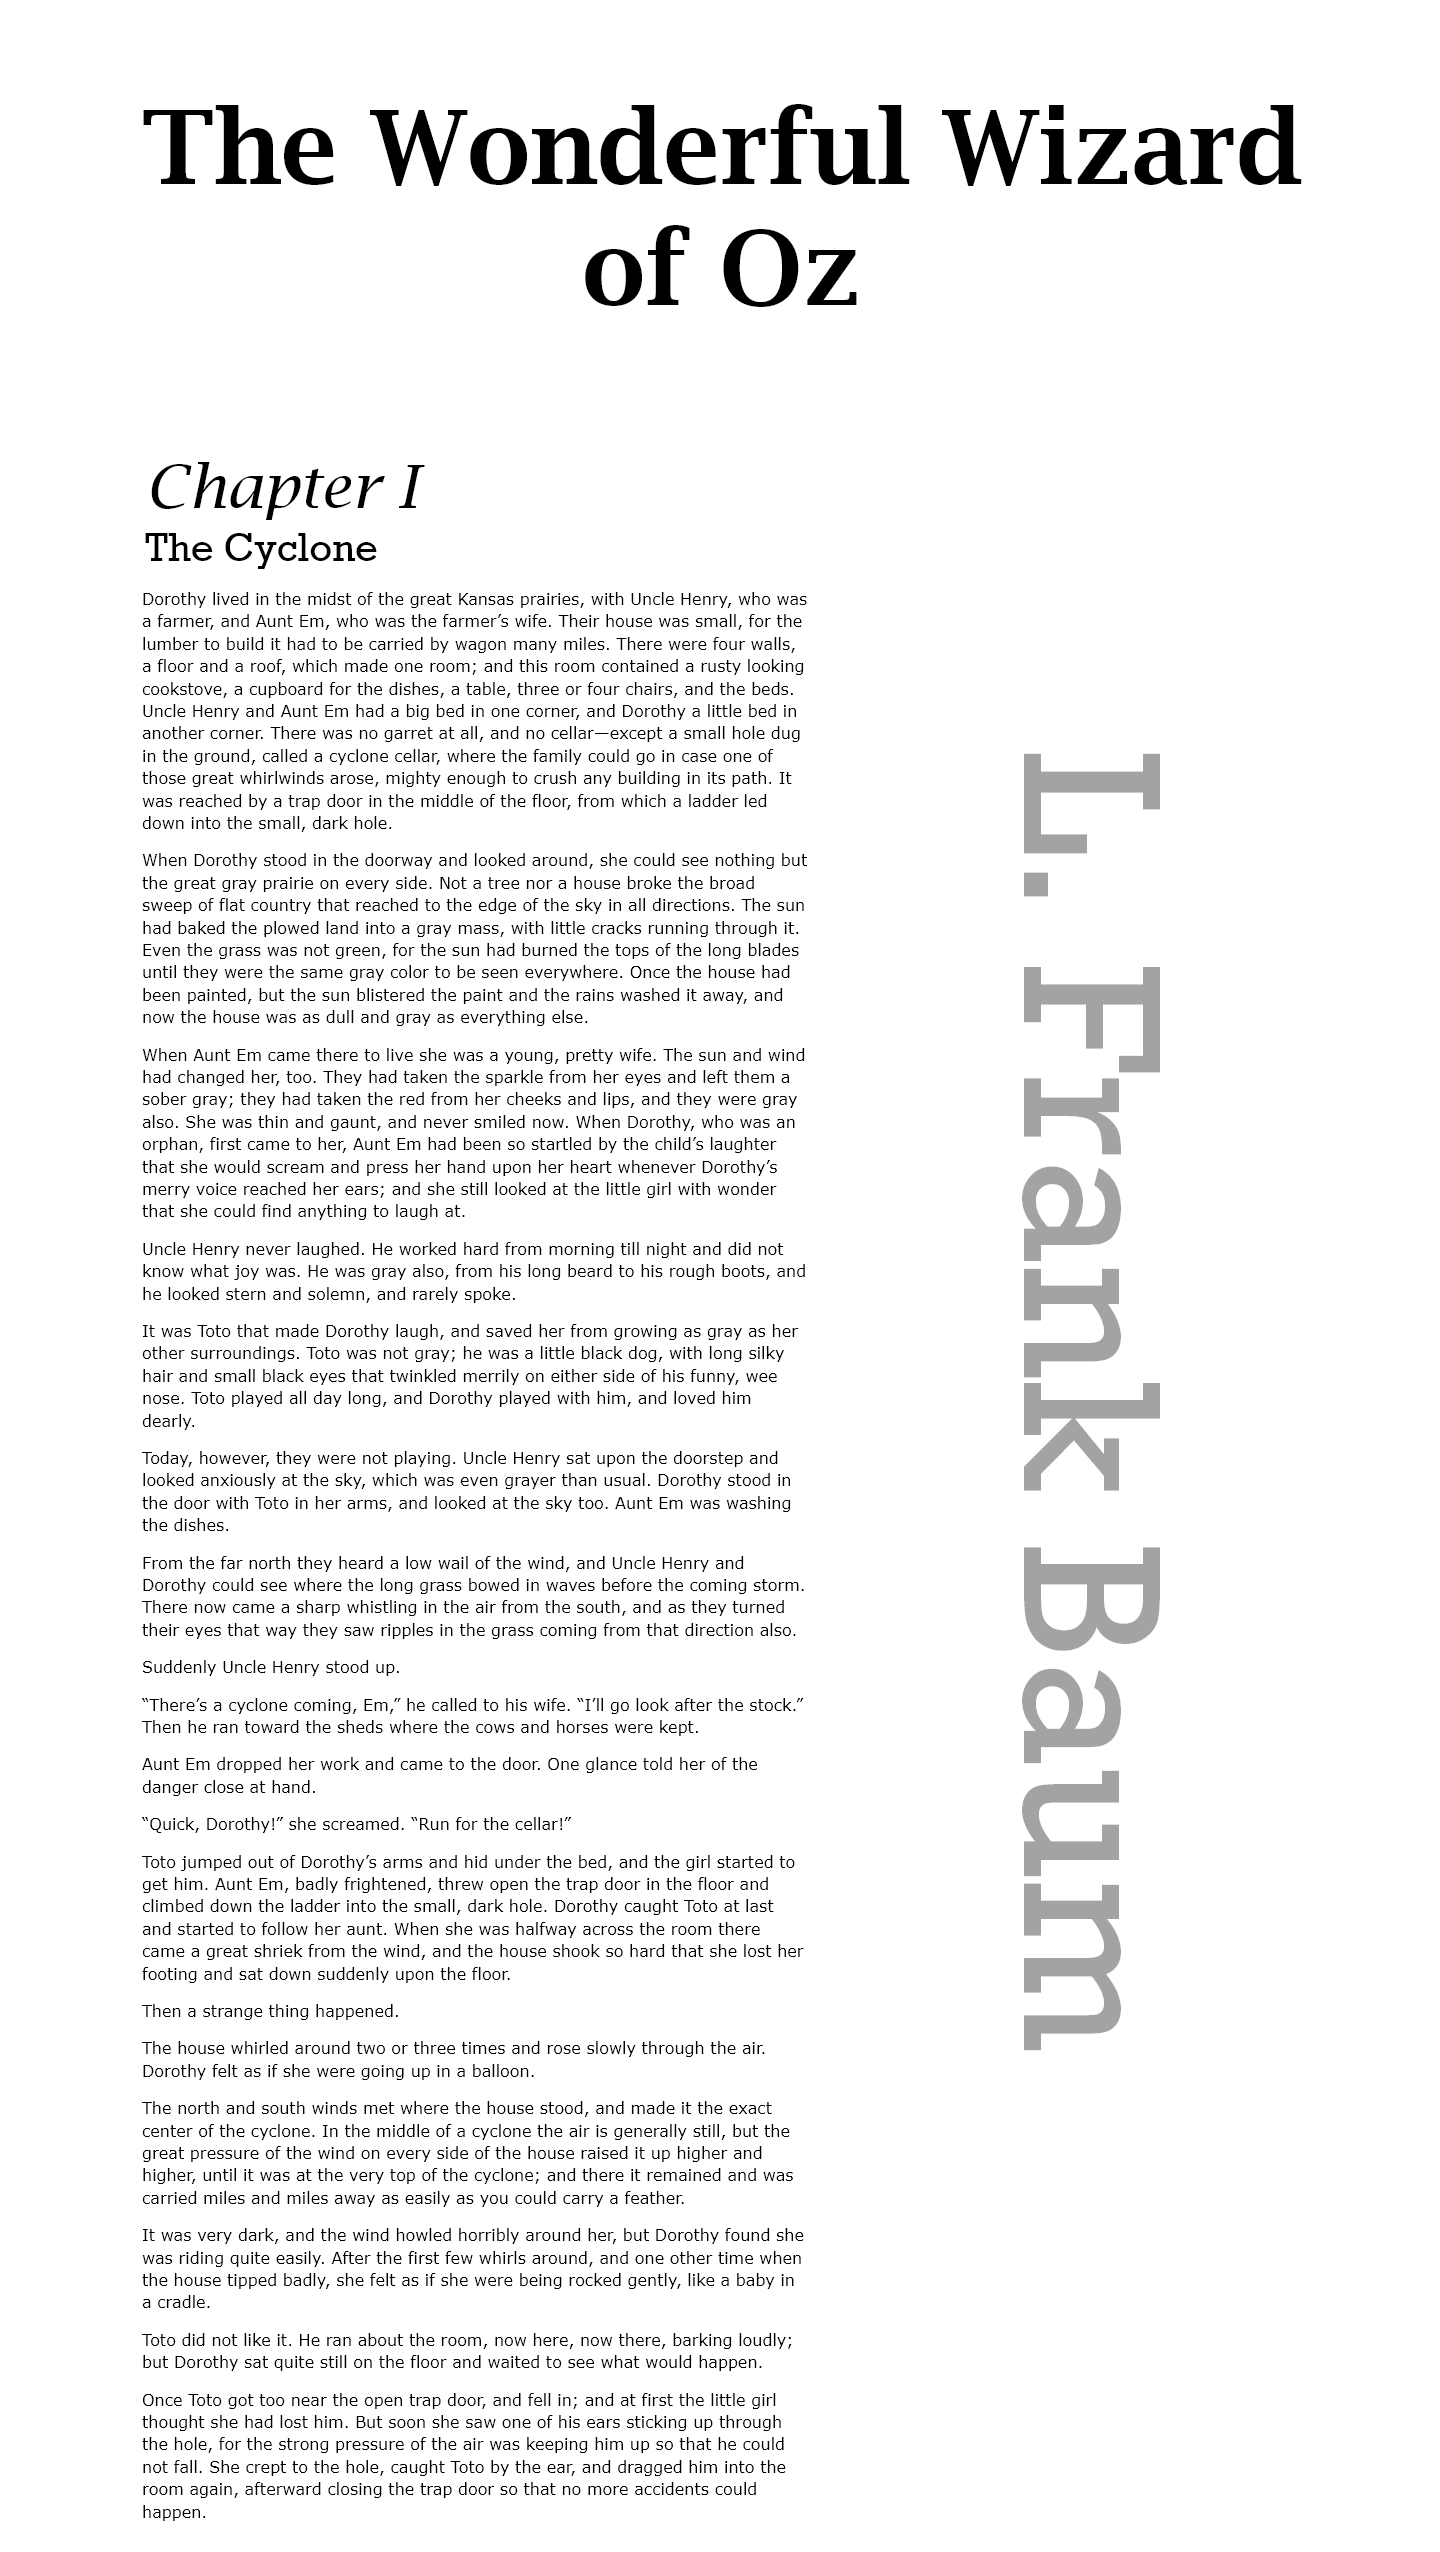 The Wonderful Wizard
of Oz
Chapter I
The Cyclone
Dorothy lived in the midst of the great Kansas prairies, with Uncle Henry, who was
a farmer, and Aunt Em, who was the farmer’s wife. Their house was small, for the
lumber to build it had to be carried by wagon many miles. There were four walls,
a floor and a roof, which made one room; and this room contained a rusty looking
cookstove, a cupboard for the dishes, a table, three or four chairs, and the beds.
Uncle Henry and Aunt Em had a big bed in one corner, and Dorothy a little bed in
another corner. There was no garret at all, and no cellar—except a small hole dug
in the ground, called a cyclone cellar, where the family could go in case one of
those great whirlwinds arose, mighty enough to crush any building in its path. It
was reached by a trap door in the middle of the floor, from which a ladder led
down into the small, dark hole.
When Dorothy stood in the doorway and looked around, she could see nothing but
the great gray prairie on every side. Not a tree nor a house broke the broad
sweep of flat country that reached to the edge of the sky in all directions. The sun
had baked the plowed land into a gray mass, with little cracks running through it.
Even the grass was not green, for the sun had burned the tops of the long blades
until they were the same gray color to be seen everywhere. Once the house had
been painted, but the sun blistered the paint and the rains washed it away, and
now the house was as dull and gray as everything else.
When Aunt Em came there to live she was a young, pretty wife. The sun and wind
had changed her, too. They had taken the sparkle from her eyes and left them a
sober gray; they had taken the red from her cheeks and lips, and they were gray
also. She was thin and gaunt, and never smiled now. When Dorothy, who was an
orphan, first came to her, Aunt Em had been so startled by the child’s laughter
that she would scream and press her hand upon her heart whenever Dorothy’s
merry voice reached her ears; and she still looked at the little girl with wonder
that she could find anything to laugh at.
Uncle Henry never laughed. He worked hard from morning till night and did not
know what joy was. He was gray also, from his long beard to his rough boots, and
he looked stern and solemn, and rarely spoke.
It was Toto that made Dorothy laugh, and saved her from growing as gray as her
other surroundings. Toto was not gray; he was a little black dog, with long silky
hair and small black eyes that twinkled merrily on either side of his funny, wee
nose. Toto played all day long, and Dorothy played with him, and loved him
dearly.
Today, however, they were not playing. Uncle Henry sat upon the doorstep and
looked anxiously at the sky, which was even grayer than usual. Dorothy stood in
the door with Toto in her arms, and looked at the sky too. Aunt Em was washing
the dishes.
From the far north they heard a low wail of the wind, and Uncle Henry and
Dorothy could see where the long grass bowed in waves before the coming storm.
There now came a sharp whistling in the air from the south, and as they turned
their eyes that way they saw ripples in the grass coming from that direction also.
Suddenly Uncle Henry stood up.
“There’s a cyclone coming, Em,” he called to his wife. “I’ll go look after the stock.”
Then he ran toward the sheds where the cows and horses were kept.
Aunt Em dropped her work and came to the door. One glance told her of the
danger close at hand.
“Quick, Dorothy!” she screamed. “Run for the cellar!”
Toto jumped out of Dorothy’s arms and hid under the bed, and the girl started to
get him. Aunt Em, badly frightened, threw open the trap door in the floor and
climbed down the ladder into the small, dark hole. Dorothy caught Toto at last
and started to follow her aunt. When she was halfway across the room there
came a great shriek from the wind, and the house shook so hard that she lost her
footing and sat down suddenly upon the floor.
Then a strange thing happened.
The house whirled around two or three times and rose slowly through the air.
Dorothy felt as if she were going up in a balloon.
The north and south winds met where the house stood, and made it the exact
center of the cyclone. In the middle of a cyclone the air is generally still, but the
great pressure of the wind on every side of the house raised it up higher and
higher, until it was at the very top of the cyclone; and there it remained and was
carried miles and miles away as easily as you could carry a feather.
It was very dark, and the wind howled horribly around her, but Dorothy found she
was riding quite easily. After the first few whirls around, and one other time when
the house tipped badly, she felt as if she were being rocked gently, like a baby in
a cradle.
Toto did not like it. He ran about the room, now here, now there, barking loudly;
but Dorothy sat quite still on the floor and waited to see what would happen.
Once Toto got too near the open trap door, and fell in; and at first the little girl
thought she had lost him. But soon she saw one of his ears sticking up through
the hole, for the strong pressure of the air was keeping him up so that he could
not fall. She crept to the hole, caught Toto by the ear, and dragged him into the
room again, afterward closing the trap door so that no more accidents could
happen.
L. Frank Baum